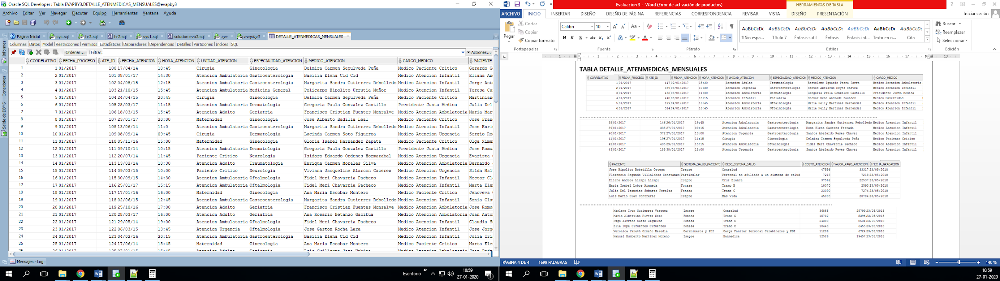 Oracle SQL Developer : Tabla EVAPBY3.DETALLE_ATENMEDICAS_MENSUALES@evapby3
Archivo Editar Ver Navegar Ejecutar Equipo Herramientas Ventana Ayuda
Página Inicial sys.sql hr2.sql hr2.sql sys1.sql solucion eva3.sql sys evapby3 DETALLE_ATENMEDICAS_MENSUALES
Columns Datos Model Restricciones Permisos Estadísticas Disparadores Dependencias Detalles Particiones Índices SQL
Ordenar... Filtrar: Acciones...
Informes
Conexiones
Salida de DBMS
CORRELATIVO FECHA_PROCESO ATE_ID FECHA_ATENCION HORA_ATENCION UNIDAD_ATENCION ESPECIALIDAD_ATENCION MEDICO_ATENCION CARGO_MEDICO PACIENTE
1 1 01/2017 100 17/04/14 10:45 Cirugia Ginecologia Delmira Carmen Sepulveda Peña Medico Paciente Critico Gerardo G
2 2 01/2017 101 08/01/17 14:30 Atencion Ambulatoria Gastroenterologia Basilia Elena Cid Cid Medico Atencion Infantil Eliana An
3 3 01/2017 102 04/08/15 12:15 Atencion Ambulatoria Gastroenterologia Margarita Sandra Gutierrez Rebolledo Medico Atencion Infantil Jorge Ant
4 4 01/2017 103 21/10/15 15:45 Atencion Ambulatoria Medicina General Policarpo Hipolito Urrutia Muñoz Medico Atencion Infantil Teresa Ca
5 5 01/2017 104 24/04/15 20:45 Cirugia Ginecologia Delmira Carmen Sepulveda Peña Medico Paciente Critico Martinian
6 6 01/2017 105 28/03/17 11:15 Atencion Ambulatoria Dermatologia Gregoria Paula Gonzalez Castillo Presidente Junta Medica Julia Del
7 7 01/2017 106 18/03/15 15:45 Atencion Adulto Geriatria Francisco Cristian Fuentes Monsalve Medico Atencion Ambulatoria Maria Mar
8 8 01/2017 107 23/01/17 20:00 Maternidad Ginecologia Jose Alberto Badilla Leal Medico Paciente Critico Jose Fran
9 9 01/2017 108 13/06/14 11:0 Atencion Ambulatoria Gastroenterologia Margarita Sandra Gutierrez Rebolledo Medico Atencion Infantil Jose Enri
10 10 01/2017 109 08/09/14 09:45 Cirugia Dermatologia Lucinda Carmen Soto Figueroa Medico Atencion Urgencia Sergio Ro
11 11 01/2017 110 05/11/16 15:00 Maternidad Ginecologia Gloria Isabel Hernandez Zapata Medico Paciente Critico Olga Xime
12 12 01/2017 111 09/10/14 10:15 Atencion Ambulatoria Dermatologia Gregoria Paula Gonzalez Castillo Presidente Junta Medica Jose Romu
13 13 01/2017 112 20/07/14 11:45 Paciente Critico Neurologia Isidoro Eduardo Ordenes Hormazabal Medico Atencion Urgencia Evarista
14 14 01/2017 113 13/02/14 10:30 Atencion Adulto Traumatologia Enrique Carmen Morales Silva Medico Atencion Ambulatoria Bernardo
15 15 01/2017 114 09/03/15 10:00 Paciente Critico Neurologia Viviana Jacqueline Alarcon Caceres Medico Atencion Urgencia Silda Mal
16 16 01/2017 115 30/09/15 14:30 Atencion Ambulatoria Oftalmologia Fidel Meri Chavarria Pacheco Medico Atencion Infantil Hector Cl
17 17 01/2017 116 25/01/17 15:15 Atencion Ambulatoria Oftalmologia Fidel Meri Chavarria Pacheco Medico Atencion Infantil Marta Ele
18 18 01/2017 117 17/01/16 16:00 Maternidad Ginecologia Ana Maria Escobar Montero Medico Paciente Critico Jenoveva
19 19 01/2017 118 02/06/15 12:45 Atencion Ambulatoria Gastroenterologia Margarita Sandra Gutierrez Rebolledo Medico Atencion Infantil Sonia Cla
20 20 01/2017 119 25/10/16 17:00 Atencion Adulto Geriatria Francisco Cristian Fuentes Monsalve Medico Atencion Ambulatoria Jose Romu
21 21 01/2017 120 28/03/17 16:00 Atencion Adulto Geriatria Ana Rosario Betanzo Gacitua Medico Atencion Ambulatoria Juan Anto
22 22 01/2017 121 29/05/14 19:00 Atencion Ambulatoria Oftalmologia Fidel Meri Chavarria Pacheco Medico Atencion Infantil Claudia S
23 23 01/2017 122 06/03/15 13:45 Atencion Urgencia Oftalmologia Jose Gaston Rocha Lara Medico Atencion Infantil Jose Jorg
24 24 01/2017 123 04/02/16 20:15 Atencion Ambulatoria Gastroenterologia Basilia Elena Cid Cid Medico Atencion Infantil Julia Iri
25 25 01/2017 124 17/06/14 15:45 Maternidad Ginecologia Ana Maria Escobar Montero Medico Paciente Critico Marta Ele
Mensajes - Log
Escritorio 10:59 27-01-2020
Evaluacion 3 - Word (Error de activación de productos) HERRAMIENTAS DE TABLA
ARCHIVO INICIO INSERTAR DISEÑO DISEÑO DE PÁGINA REFERENCIAS CORRESPONDENCIA REVISAR VISTA DISEÑO PRESENTACIÓN Iniciar sesión
Pegar Cortar Copiar Copiar formato
Calibri 10
N K S abc
¶ Sin espa... Título 7 Énfasis sutil Énfasis Énfasis int... Texto en n... Cita
Buscar Reemplazar Seleccionar
Portapapeles Fuente Párrafo Estilos Edición
1 1 2 3 4 5 6 7 8 9 10 11 12 13 14 15 16 17 18 19
TABLA DETALLE_ATENMEDICAS_MENSUALES
CORRELATIVO FECHA_PROCESO ATE_ID FECHA_ATENCION HORA_ATENCION UNIDAD_ATENCION ESPECIALIDAD_ATENCION MEDICO_ATENCION CARGO_MEDICO
1 01/2017 447 02/01/2017 15:30 Atencion Adulto Traumatologia Bartolome Ignacio Parra Parra Medico Atencion Ambulatoria
2 01/2017 369 03/01/2017 10:30 Atencion Urgencia Gastroenterologia Santos Abelardo Reyes Chavez Medico Atencion Infantil
3 01/2017 462 03/01/2017 11:30 Atencion Ambulatoria Dermatologia Gregoria Paula Gonzalez Castillo Presidente Junta Medica
4 01/2017 440 03/01/2017 15:15 Atencion Infantil Pediatria Hector Rene Andrade Faundez Medico Maternidad
5 01/2017 129 04/01/2017 16:45 Atencion Ambulatoria Oftalmologia Maria Nelly Martinez Hernandez Medico Atencion Infantil
6 01/2017 514 04/01/2017 16:45 Atencion Ambulatoria Oftalmologia Maria Nelly Martinez Hernandez Medico Atencion Infantil
38 01/2017 146 26/01/2017 19:45 Atencion Ambulatoria Gastroenterologia Margarita Sandra Gutierrez Rebolledo Medico Atencion Infantil
39 01/2017 338 27/01/2017 09:15 Atencion Ambulatoria Gastroenterologia Rosa Elena Caceres Ferrada Medico Atencion Infantil
40 01/2017 372 27/01/2017 13:00 Atencion Urgencia Gastroenterologia Santos Abelardo Reyes Chavez Medico Atencion Infantil
41 01/2017 196 27/01/2017 14:15 Cirugia Ginecologia Delmira Carmen Sepulveda Peña Medico Paciente Critico
42 01/2017 405 29/01/2017 15:15 Atencion Ambulatoria Oftalmologia Fidel Meri Chavarria Pacheco Medico Atencion Infantil
43 01/2017 185 30/01/2017 18:00 Atencion Urgencia Gastroenterologia Santos Abelardo Reyes Chavez Medico Atencion Infantil
PACIENTE SISTEMA_SALUD_PACIENTE DESC_SISTEMA_SALUD COSTO_ATENCION VALOR_PAGO_ATENCION FECHA_GRABACION
Jose Hipolito Bobadilla Ortega Isapre Consalud 47596 33317 23/05/2018
Florencio Segundo Villalobos Constanzo Particular Personal no afiliado a un sistema de salud 7218 7218 23/05/2018
Eliana Andrea Liempi Liempi Isapre Cruz Blanca 37562 22537 23/05/2018
Maria Isabel Lobos Araneda Fonasa Tramo B 10370 2593 23/05/2018
Julia Del Transito Sobarzo Peralta Fonasa Tramo C 23090 7274 23/05/2018
Luis Mario Diaz Contreras Isapre Mas Vida 45008 20704 23/05/2018
Marlene Ivon Gutierrez Vasquez Isapre Consalud 36855 25799 23/05/2018
Maria Albertina Rivera Soto Fonasa Tramo C 15732 5396 23/05/2018
Hugo Alfredo Suazo Riquelme Fonasa Tramo C 24383 8534 23/05/2018
Elia Lupe Cifuentes Cifuentes Fonasa Tramo C 18443 6455 23/05/2018
Veronica Yaneth Ormeño Heredia Carabineros y PDI Carga Familar Personal Carabineros y PDI 11206 6724 23/05/2018
Manuel Humberto Martinez Moreno Isapre Banmedica 52586 19457 23/05/2018
PÁGINA 4 DE 4 1699 PALABRAS 140 %
10:59
27-01-2020